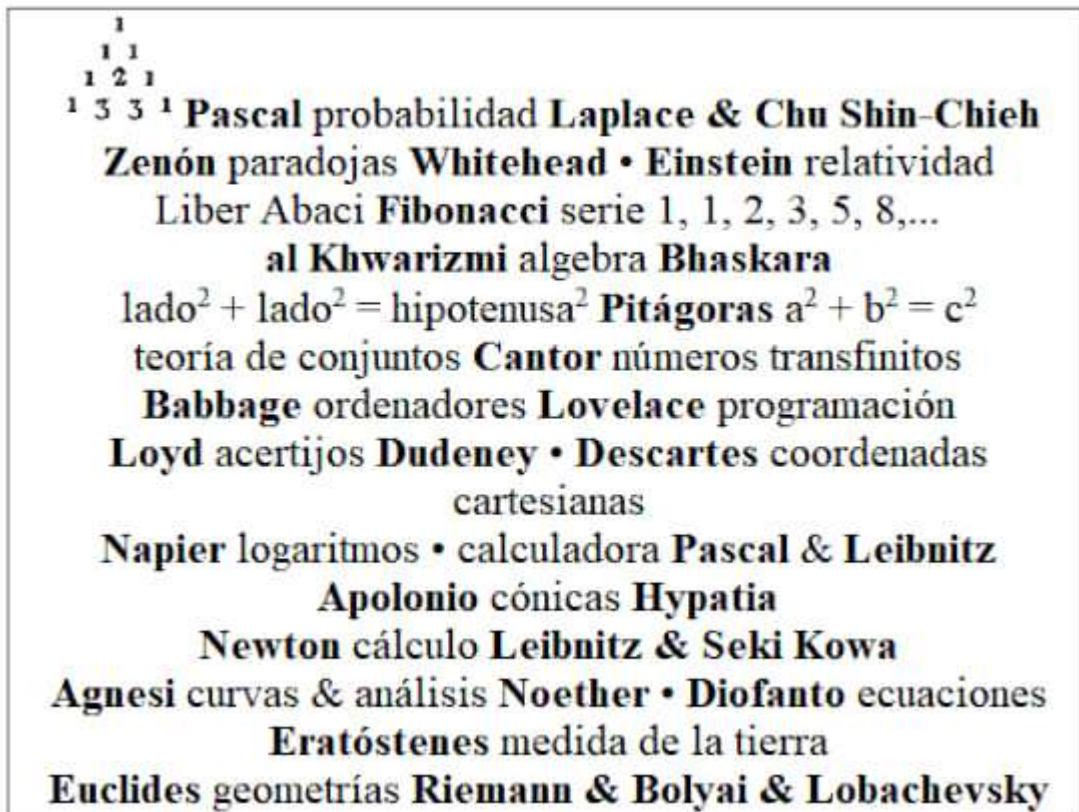 1
1 1
1 2 1
1 3 3 1 Pascal probabilidad Laplace & Chu Shin-Chieh
Zenón paradojas Whitehead • Einstein relatividad
Liber Abaci Fibonacci serie 1, 1, 2, 3, 5, 8,...
al Khwarizmi algebra Bhaskara
lado² + lado² = hipotenusa² Pitágoras a² + b² = c²
teoría de conjuntos Cantor números transfinitos
Babbage ordenadores Lovelace programación
Loyd acertijos Dudeney • Descartes coordenadas
cartesianas
Napier logaritmos • calculadora Pascal & Leibnitz
Apolonio cónicas Hypatia
Newton cálculo Leibnitz & Seki Kowa
Agnesi curvas & análisis Noether • Diofanto ecuaciones
Eratóstenes medida de la tierra
Euclides geometrías Riemann & Bolyai & Lobachevsky